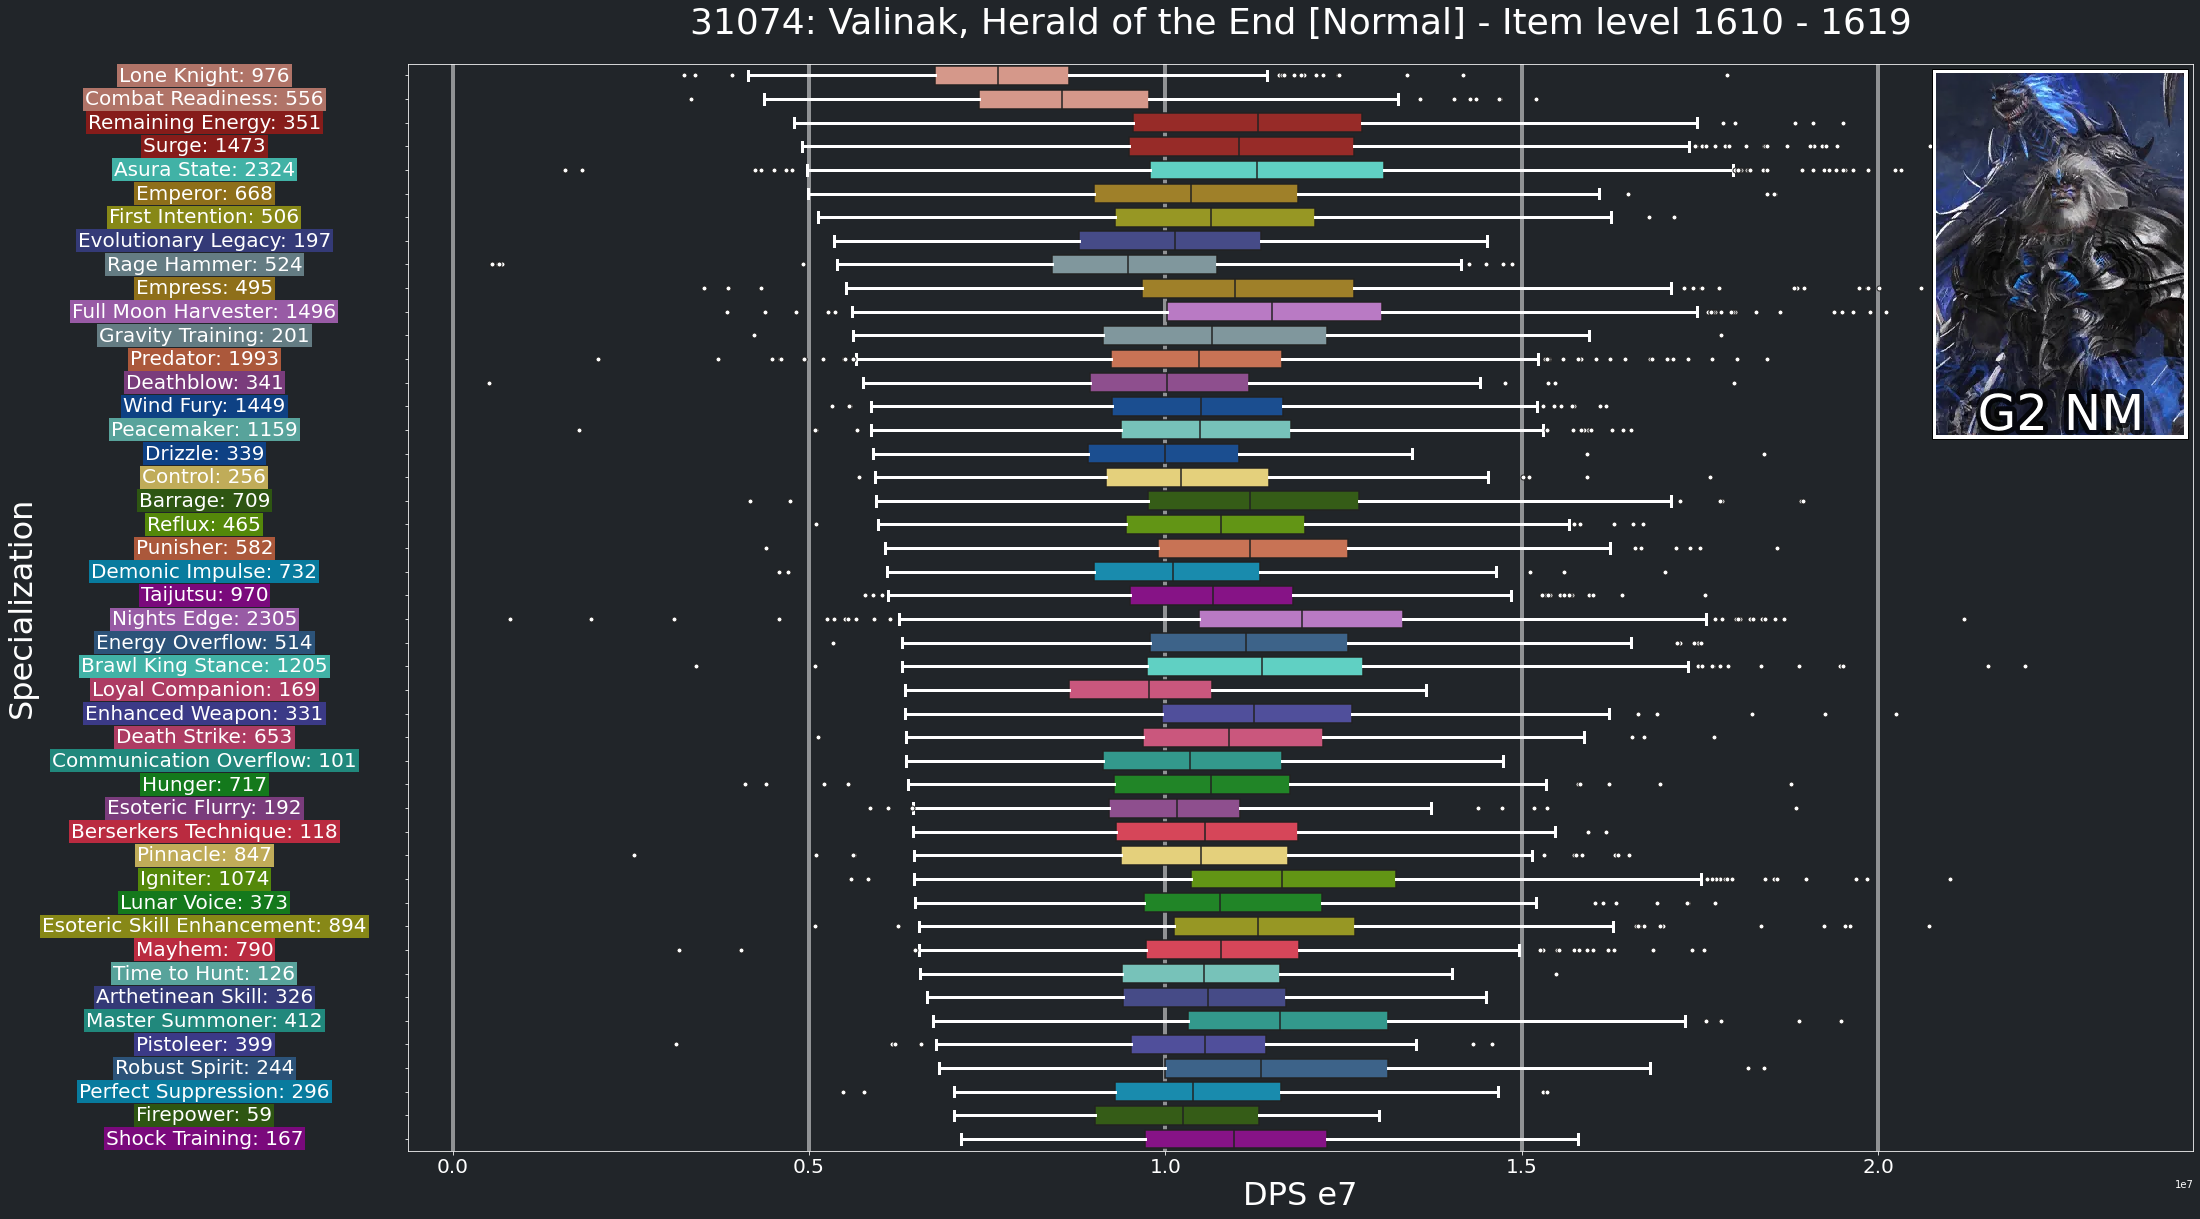 31074: Valinak, Herald of the End [Normal] - Item level 1610 - 1619
Specialization
Lone Knight: 976
Combat Readiness: 556
Remaining Energy: 351
Surge: 1473
Asura State: 2324
Emperor: 668
First Intention: 506
Evolutionary Legacy: 197
Rage Hammer: 524
Empress: 495
Full Moon Harvester: 1496
Gravity Training: 201
Predator: 1993
Deathblow: 341
Wind Fury: 1449
Peacemaker: 1159
Drizzle: 339
Control: 256
Barrage: 709
Reflux: 465
Punisher: 582
Demonic Impulse: 732
Taijutsu: 970
Nights Edge: 2305
Energy Overflow: 514
Brawl King Stance: 1205
Loyal Companion: 169
Enhanced Weapon: 331
Death Strike: 653
Communication Overflow: 101
Hunger: 717
Esoteric Flurry: 192
Berserkers Technique: 118
Pinnacle: 847
Igniter: 1074
Lunar Voice: 373
Esoteric Skill Enhancement: 894
Mayhem: 790
Time to Hunt: 126
Arthetinean Skill: 326
Master Summoner: 412
Pistoleer: 399
Robust Spirit: 244
Perfect Suppression: 296
Firepower: 59
Shock Training: 167
G2 NM
0.0 0.5 1.0 1.5 2.0
DPS e7
1e7